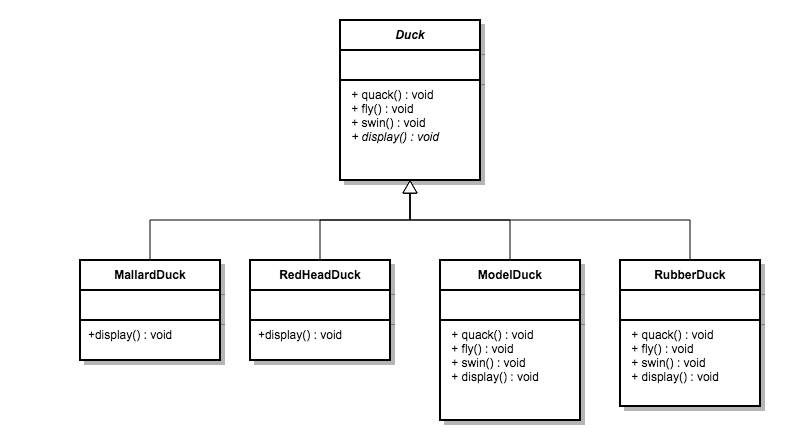 Duck
+ quack() : void
+ fly() : void
+ swin() : void
+ display() : void
MallardDuck
+display() : void
RedHeadDuck
+display() : void
ModelDuck
+ quack() : void
+ fly() : void
+ swin() : void
+ display() : void
RubberDuck
+ quack() : void
+ fly() : void
+ swin() : void
+ display() : void